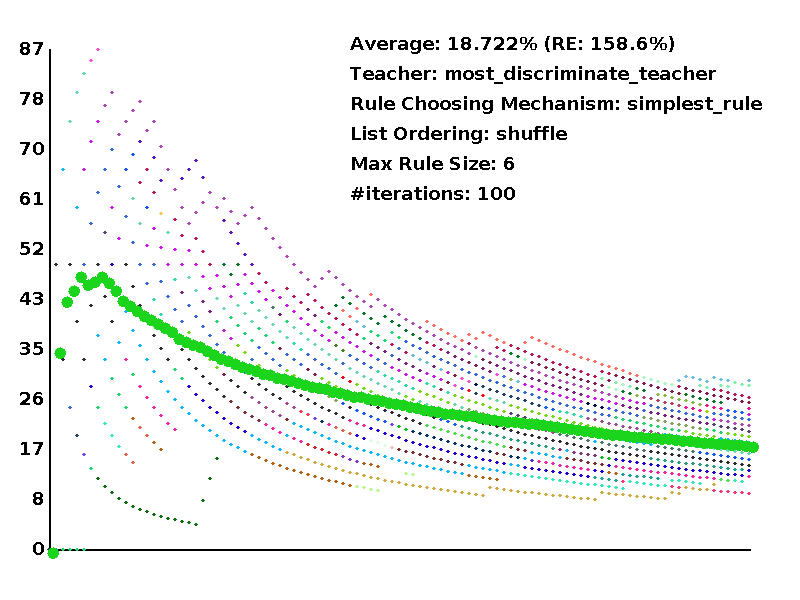 87
Average: 18.722% (RE: 158.6%)
Teacher: most_discriminate_teacher
78
Rule Choosing Mechanism: simplest_rule
List Ordering: shuffle
70
Max Rule Size: 6
61
#iterations: 100
52
43
35
26
17
8
0